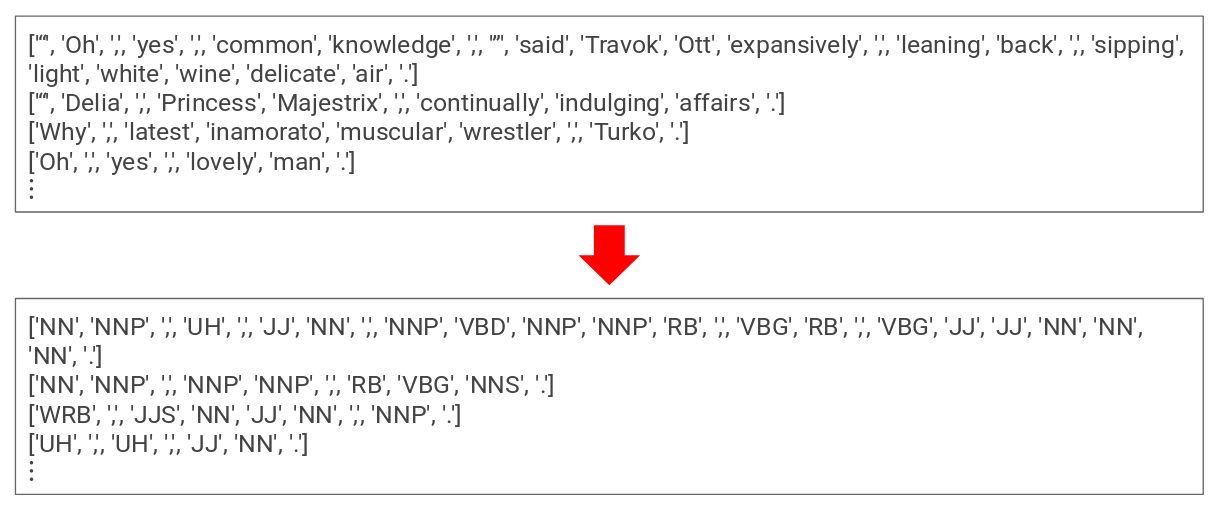 ['“', 'Oh', ',', 'yes', ',', 'common', 'knowledge', ',', '”', 'said', 'Travok', 'Ott', 'expansively', ',', 'leaning', 'back', ',', 'sipping',
'light', 'white', 'wine', 'delicate', 'air', '.']
['“', 'Delia', ',', 'Princess', 'Majestrix', ',', 'continually', 'indulging', 'affairs', '.']
['Why', ',', 'latest', 'inamorato', 'muscular', 'wrestler', ',', 'Turko', '.']
['Oh', ',', 'yes', ',', 'lovely', 'man', '.']
⋮
['NN', 'NNP', ',', 'UH', ',', 'JJ', 'NN', ',', 'NNP', 'VBD', 'NNP', 'NNP', 'RB', ',', 'VBG', 'RB', ',', 'VBG', 'JJ', 'JJ', 'NN', 'NN',
'NN', '.']
['NN', 'NNP', ',', 'NNP', 'NNP', ',', 'RB', 'VBG', 'NNS', '.']
['WRB', ',', 'JJS', 'NN', 'JJ', 'NN', ',', 'NNP', '.']
['UH', ',', 'UH', ',', 'JJ', 'NN', '.']
⋮